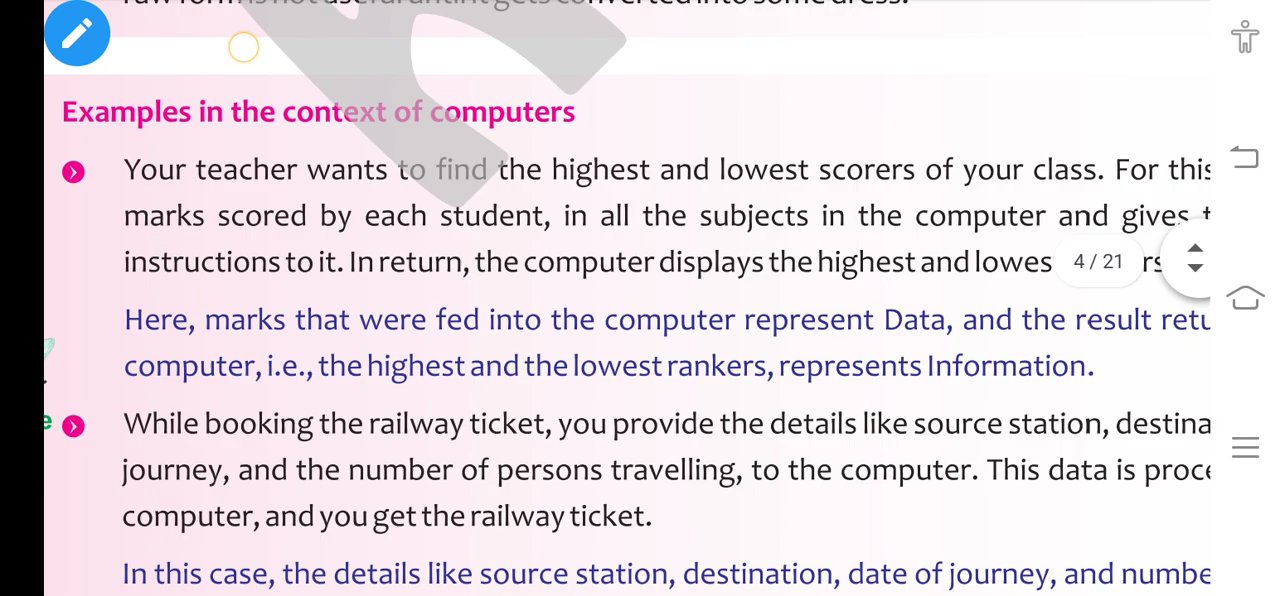 Examples in the context of computers
Your teacher wants to find the highest and lowest scorers of your class. For this
marks scored by each student, in all the subjects in the computer and gives
instructions to it. In return, the computer displays the highest and lowes
4 / 21
Here, marks that were fed into the computer represent Data, and the result retu
computer, i.e., the highest and the lowest rankers, represents Information.
While booking the railway ticket, you provide the details like source station, destina
journey, and the number of persons travelling, to the computer. This data is proce
computer, and you get the railway ticket.
In this case, the details like source station, destination, date of journey, and numbe